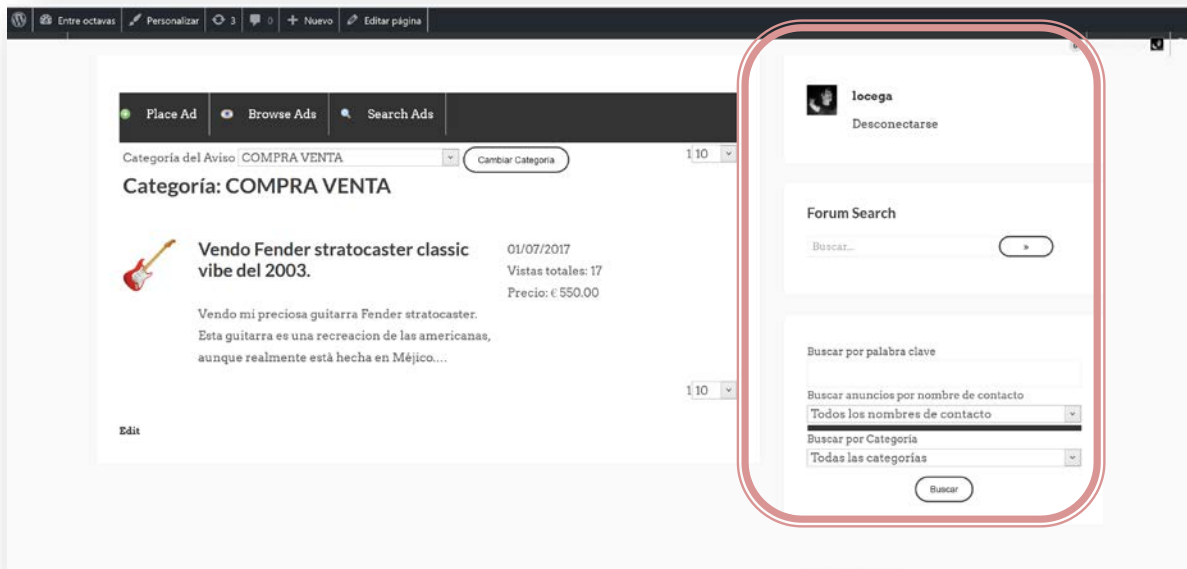 Entre octavas Personalizar 3 0 Nuevo Editar página
Place Ad Browse Ads Search Ads
Categoría del Aviso COMPRA VENTA Cambiar Categoría 1 10
Categoría: COMPRA VENTA
Vendo Fender stratocaster classic
vibe del 2003.
01/07/2017
Vistas totales: 17
Precio: € 550.00
Vendo mi preciosa guitarra Fender stratocaster.
Esta guitarra es una recreacion de las americanas,
aunque realmente està hecha en Méjico....
1 10
Edit
locega
Desconectarse
Forum Search
Buscar... »
Buscar por palabra clave
Buscar anuncios por nombre de contacto
Todos los nombres de contacto
Buscar por Categoría
Todas las categorías
Buscar